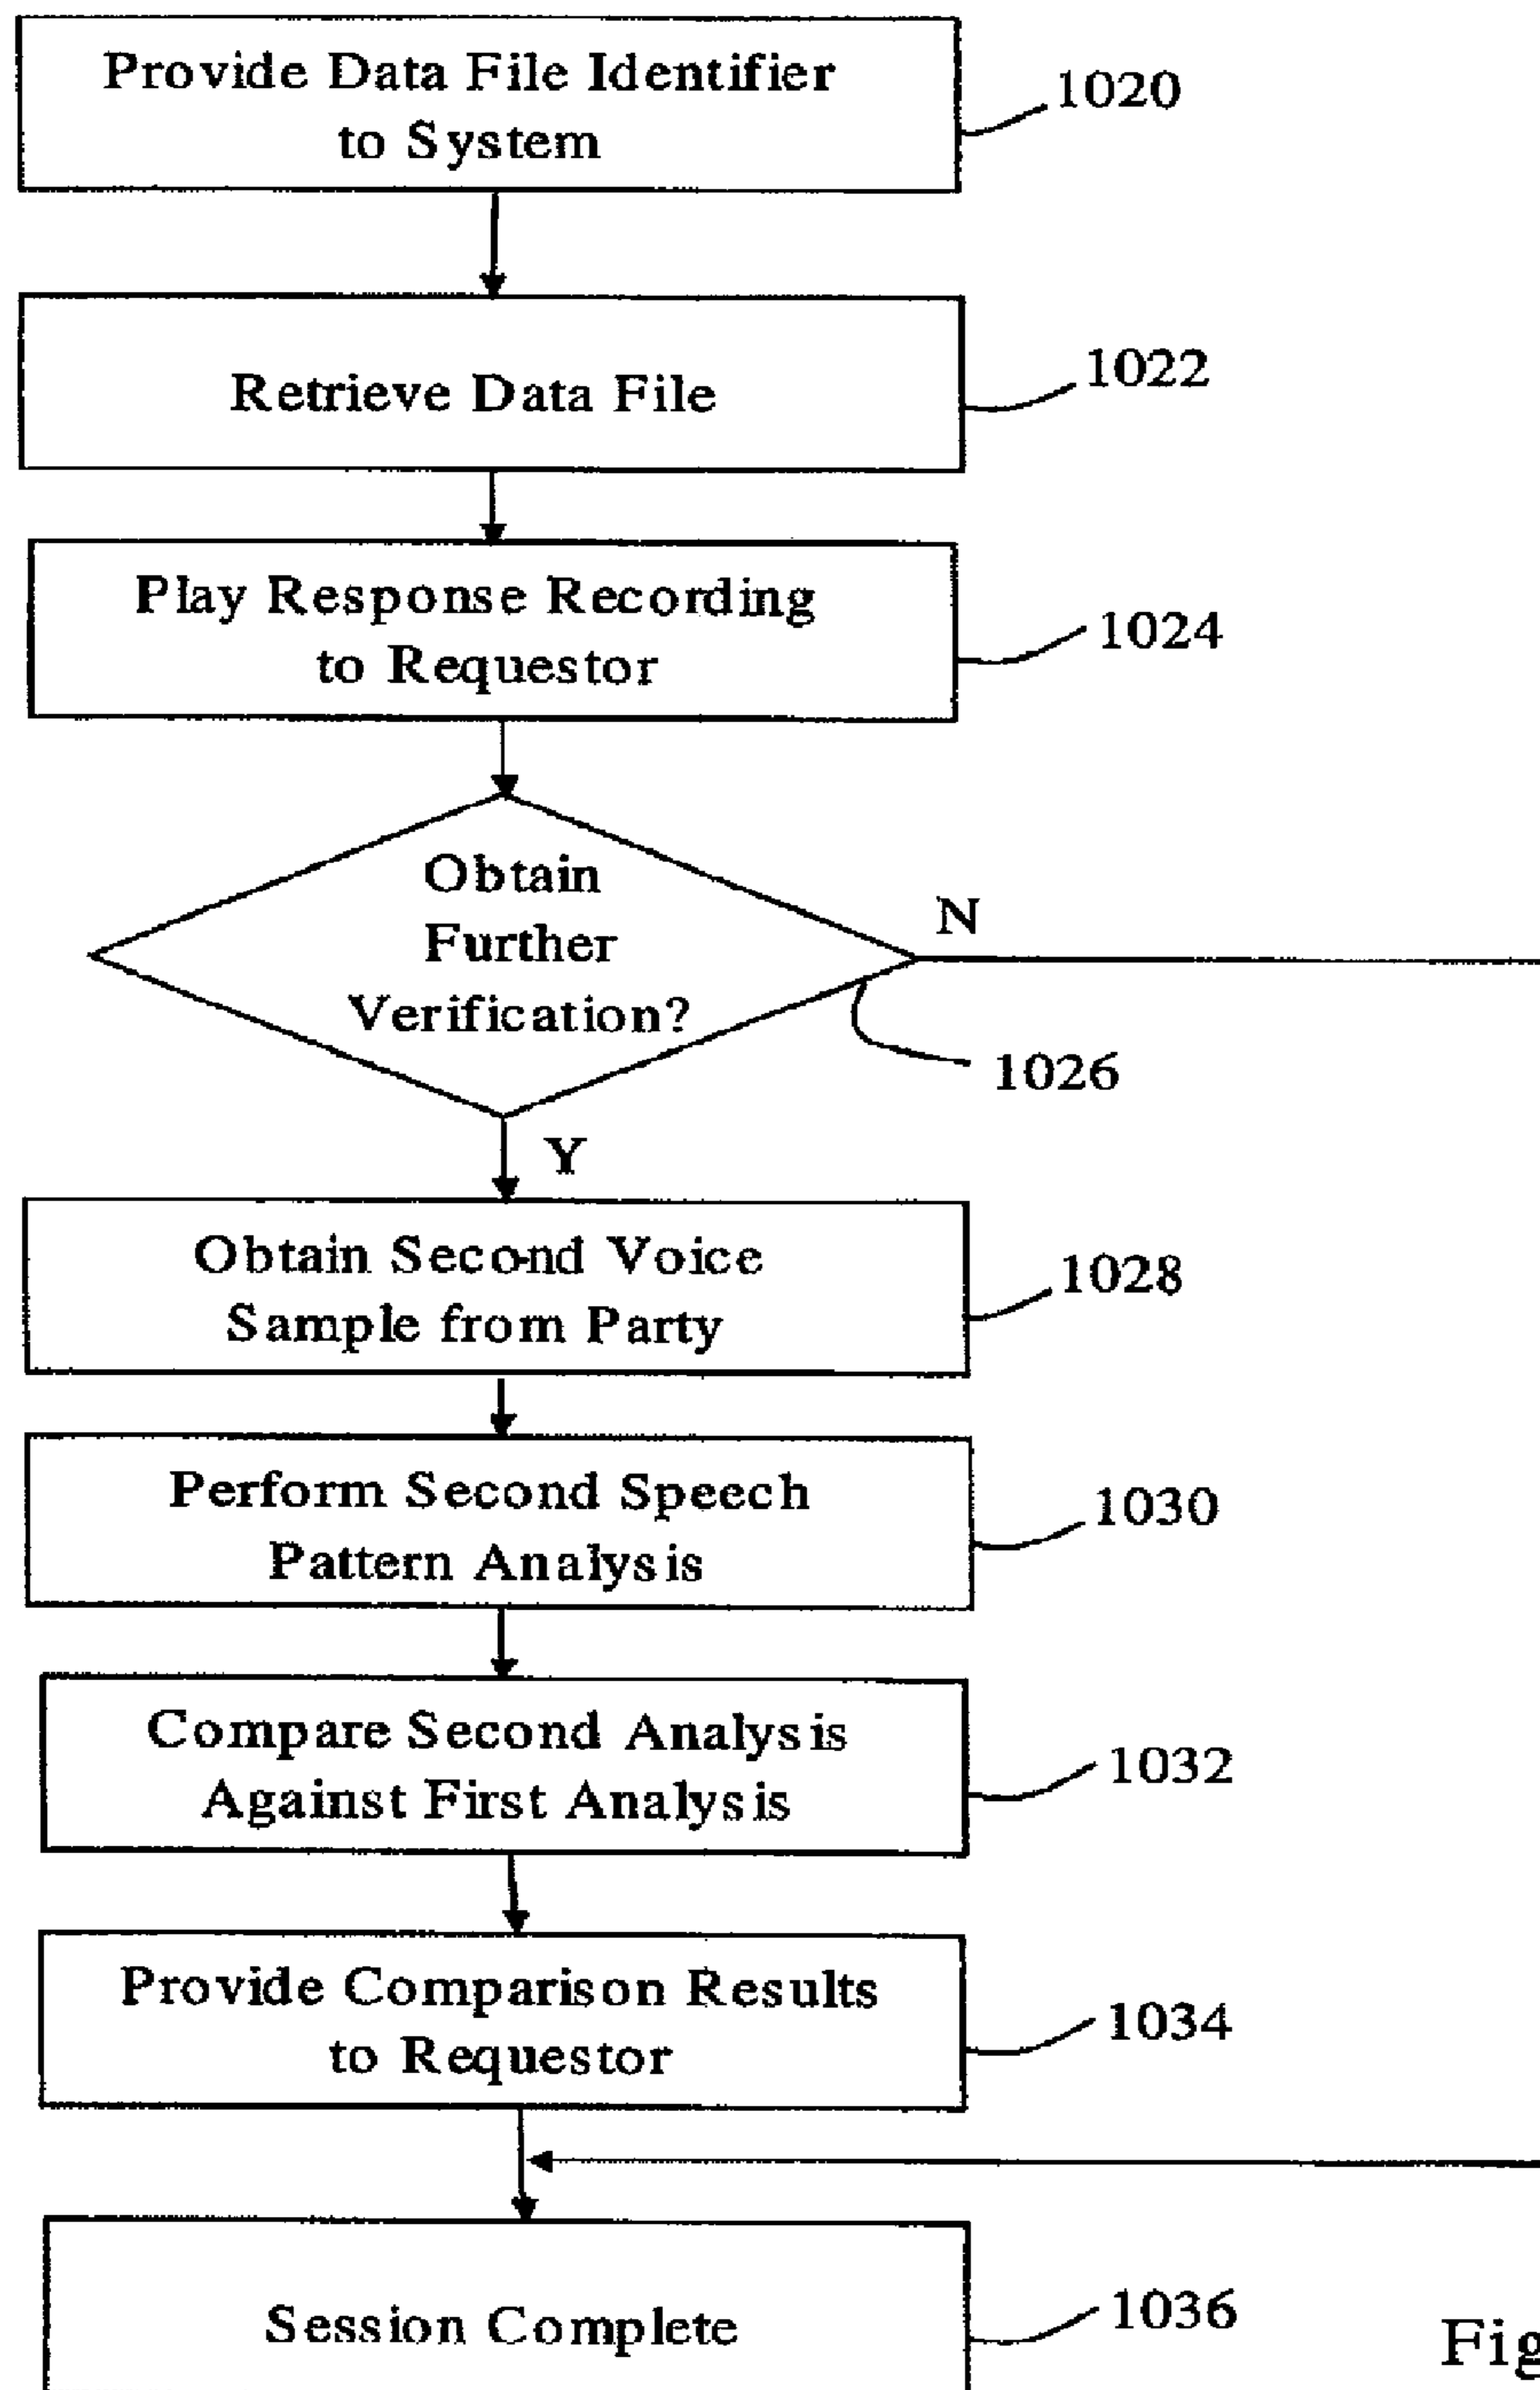 Provide Data File Identifier
to System
1020
Retrieve Data File
1022
Play Response Recording
to Requestor
1024
Obtain
Further
Verification?
N
1026
Y
Obtain Second Voice
Sample from Party
1028
Perform Second Speech
Pattern Analysis
1030
Compare Second Analysis
Against First Analysis
1032
Provide Comparison Results
to Requestor
1034
Session Complete
1036
Fig